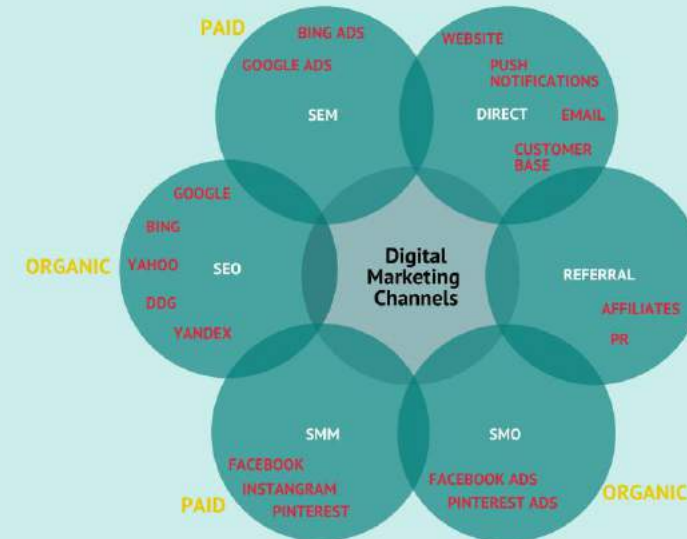 PAID
BING ADS
GOOGLE ADS
SEM
WEBSITE
PUSH
NOTIFICATIONS
DIRECT
EMAIL
CUSTOMER
BASE
ORGANIC
GOOGLE
BING
YAHOO
SEO
DDG
YANDEX
Digital
Marketing
Channels
REFERRAL
AFFILIATES
PR
SMM
FACEBOOK
INSTANGRAM
PINTEREST
PAID
SMO
FACEBOOK ADS
PINTEREST ADS
ORGANIC